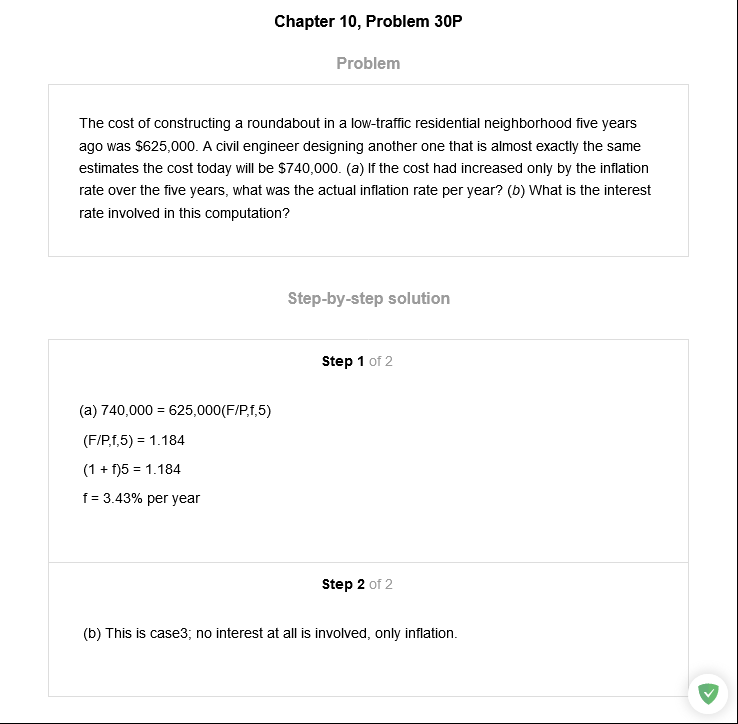 Chapter 10, Problem 30P
Problem
The cost of constructing a roundabout in a low-traffic residential neighborhood five years
ago was $625,000. A civil engineer designing another one that is almost exactly the same
estimates the cost today will be $740,000. (a) If the cost had increased only by the inflation
rate over the five years, what was the actual inflation rate per year? (b) What is the interest
rate involved in this computation?
Step-by-step solution
Step 1 of 2
(a) 740,000 = 625,000(F/P,f,5)
(F/P,f,5) = 1.184
(1 + f)5 = 1.184
f = 3.43% per year
Step 2 of 2
(b) This is case3; no interest at all is involved, only inflation.